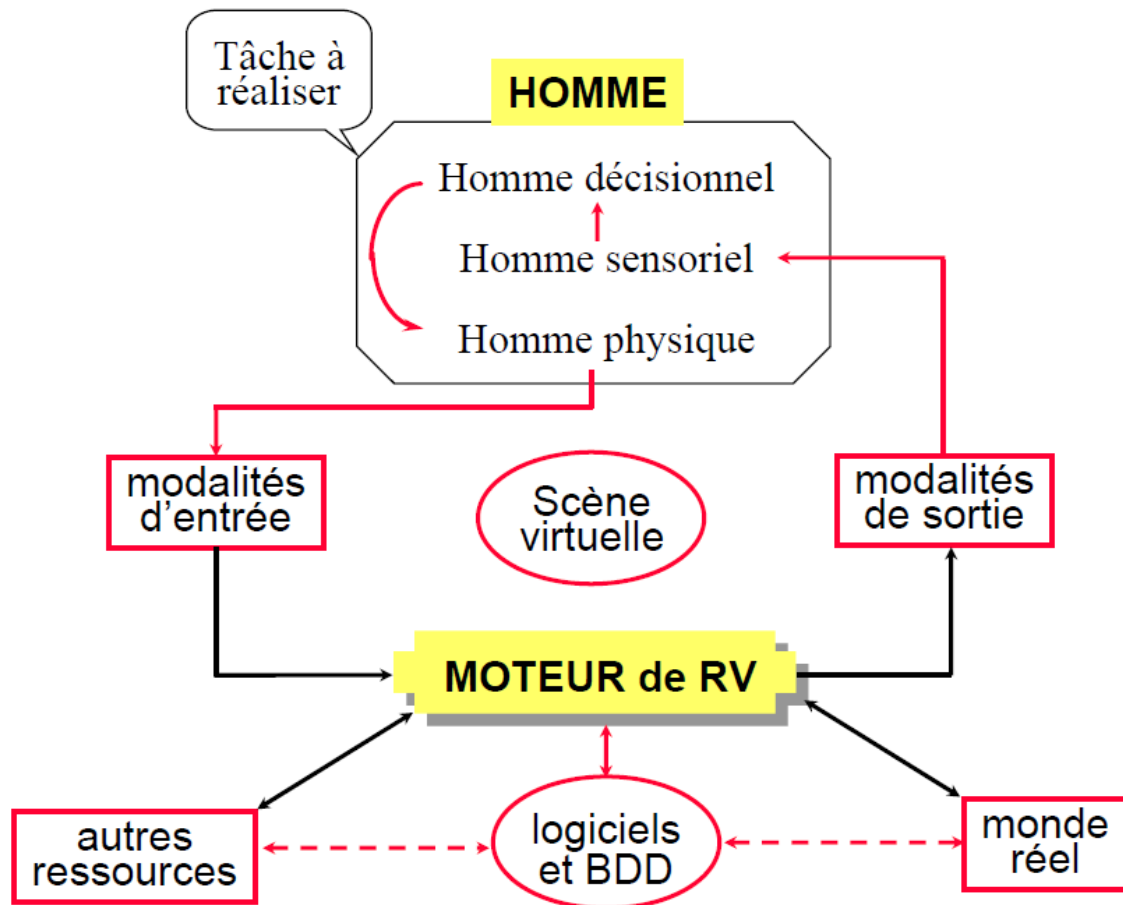 Tâche à
réaliser
HOMME
Homme décisionnel
Homme sensoriel
Homme physique
modalités
d'entrée
Scène
virtuelle
modalités
de sortie
MOTEUR de RV
autres
ressources
logiciels
et BDD
monde
réel